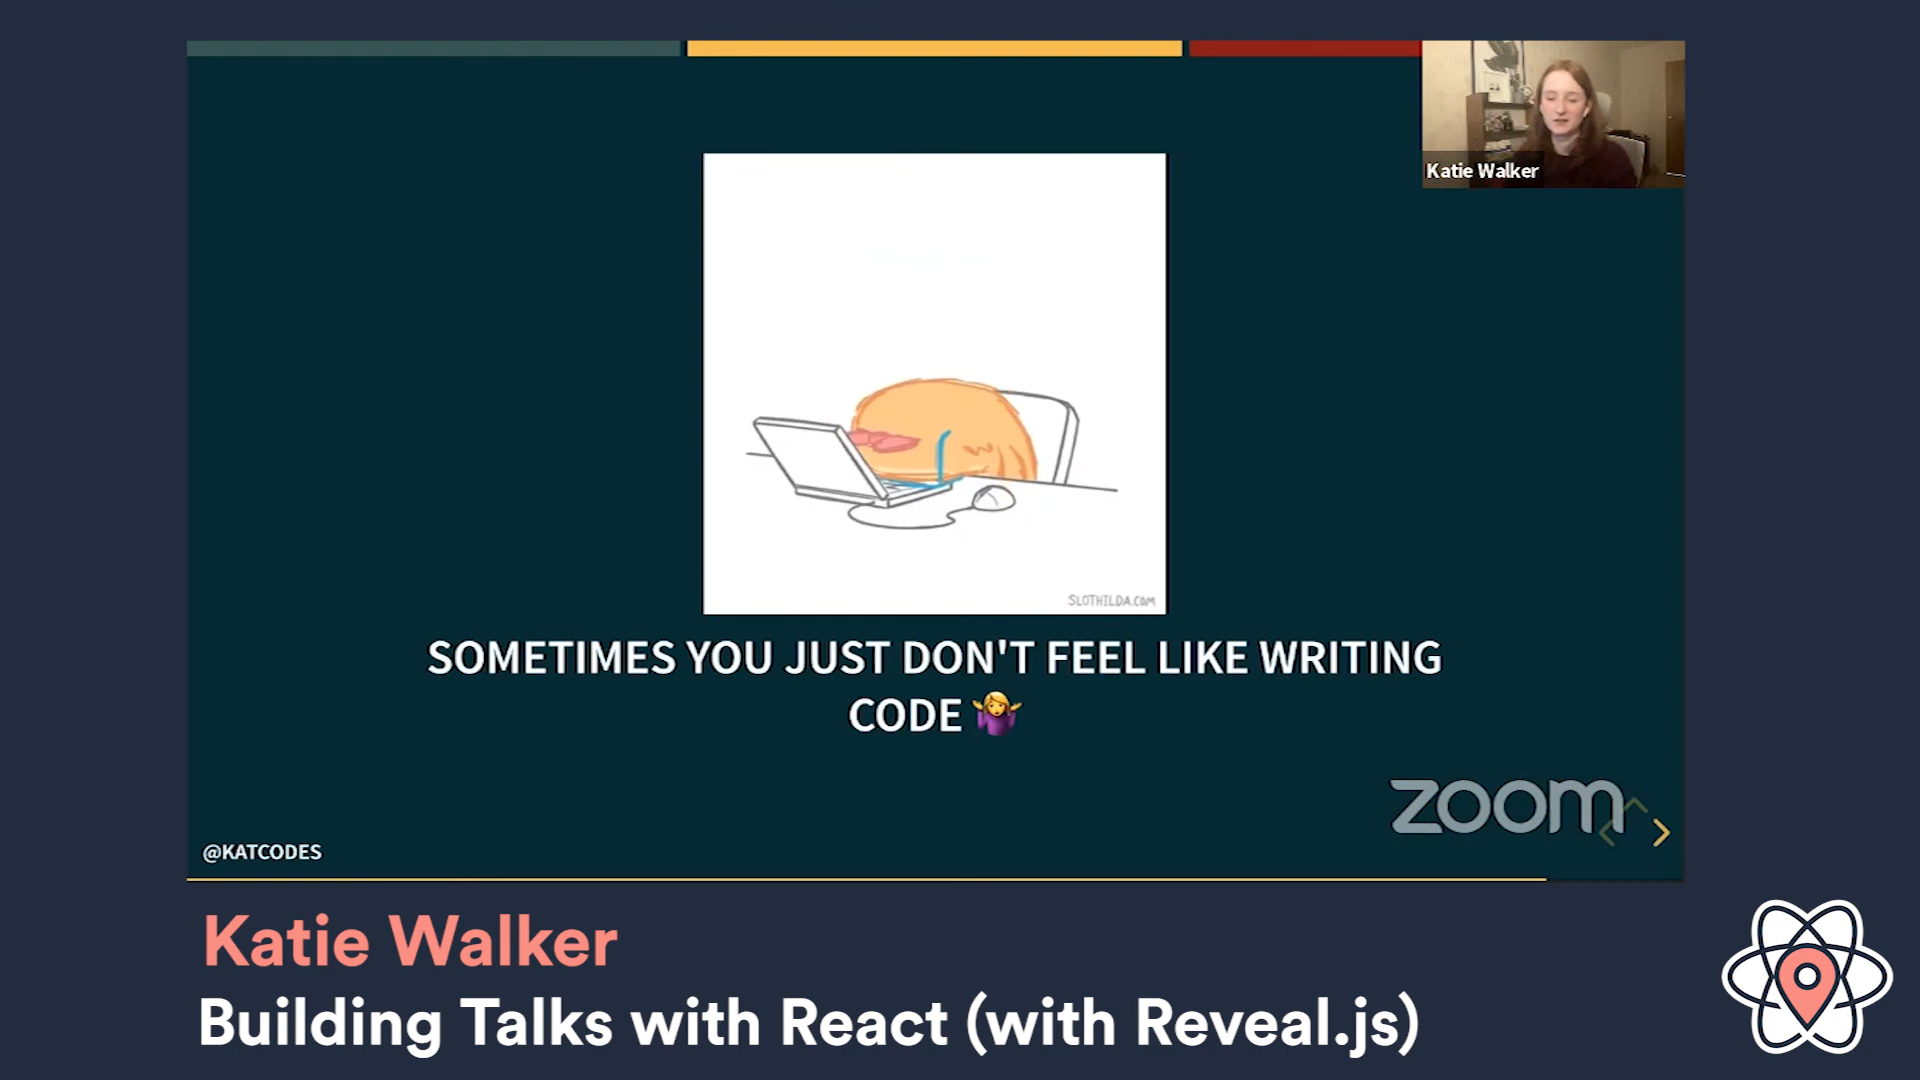 Katie Walker
SLOTHILDA.COM
SOMETIMES YOU JUST DON'T FEEL LIKE WRITING
CODE 🤷‍♀️
zoom
@KATCODES
Katie Walker
Building Talks with React (with Reveal.js)